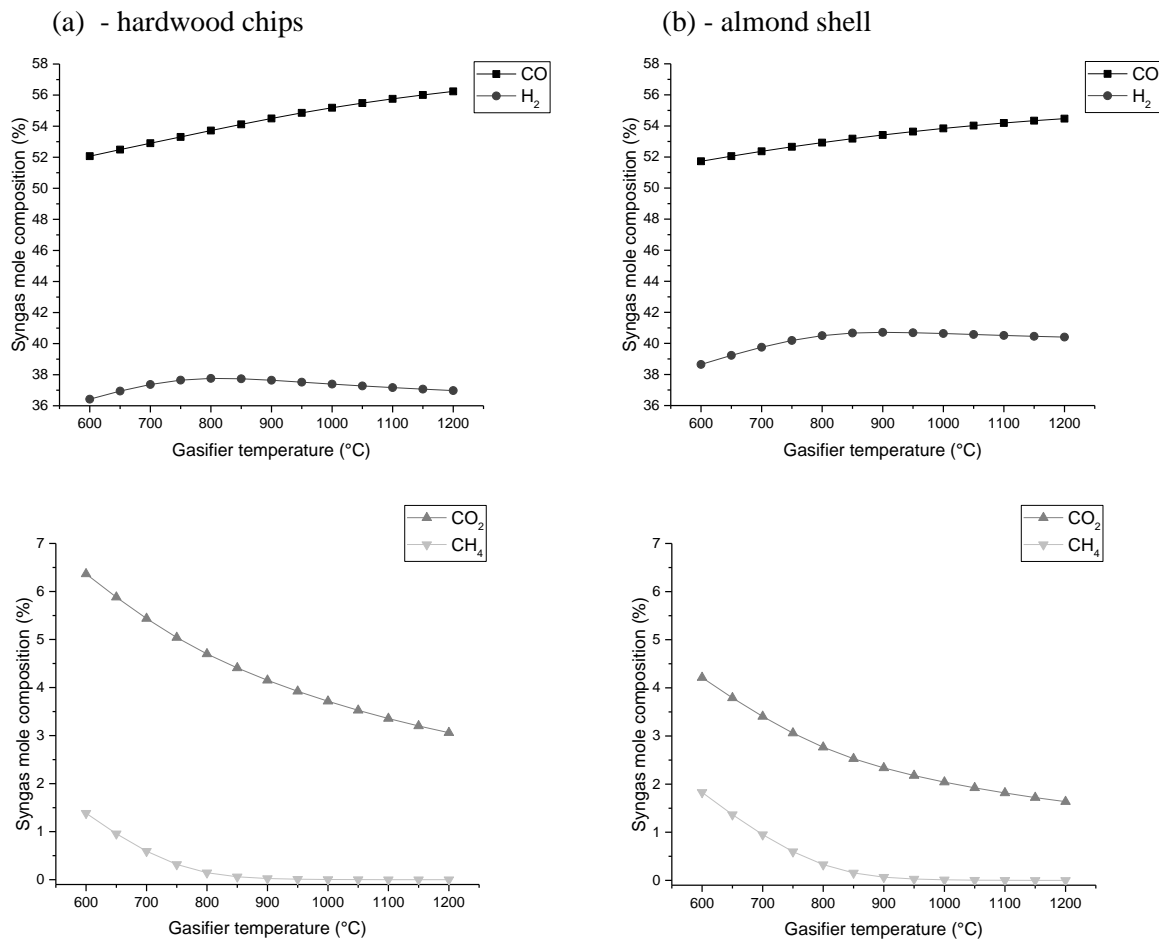 (a) - hardwood chips
(b) - almond shell
58
56
54
52
50
48
46
44
42
40
38
36
Syngas mole composition (%)
600 700 800 900 1000 1100 1200
Gasifier temperature (°C)
CO
H₂
58
56
54
52
50
48
46
44
42
40
38
36
Syngas mole composition (%)
600 700 800 900 1000 1100 1200
Gasifier temperature (°C)
CO
H₂
7
6
5
4
3
2
1
0
Syngas mole composition (%)
600 700 800 900 1000 1100 1200
Gasifier temperature (°C)
CO₂
CH₄
7
6
5
4
3
2
1
0
Syngas mole composition (%)
600 700 800 900 1000 1100 1200
Gasifier temperature (°C)
CO₂
CH₄